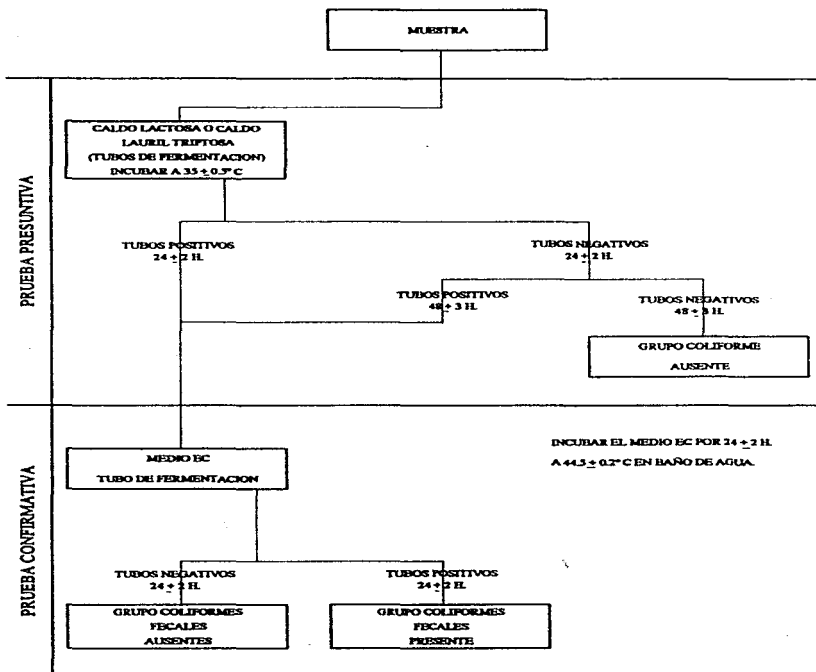 MUESTRA
PRUEBA PRESUNTIVA
CALDO LACTOSA O CALDO
LAURIL TRIPTOSA
(TUBOS DE FERMENTACION)
INCUBAR A 35 ± 0.5° C
TUBOS POSITIVOS
24 ± 2 H.
TUBOS NEGATIVOS
24 ± 2 H.
TUBOS POSITIVOS
48 ± 3 H.
TUBOS NEGATIVOS
48 ± 3 H.
GRUPO COLIFORME
AUSENTE
PRUEBA CONFIRMATIVA
MEDIO EC
TUBO DE FERMENTACION
INCUBAR EL MEDIO EC POR 24 ± 2 H.
A 44.5 ± 0.2° C EN BAÑO DE AGUA.
TUBOS NEGATIVOS
24 ± 2 H.
TUBOS POSITIVOS
24 ± 2 H.
GRUPO COLIFORMES
FECALES
AUSENTES
GRUPO COLIFORMES
FECALES
PRESENTE